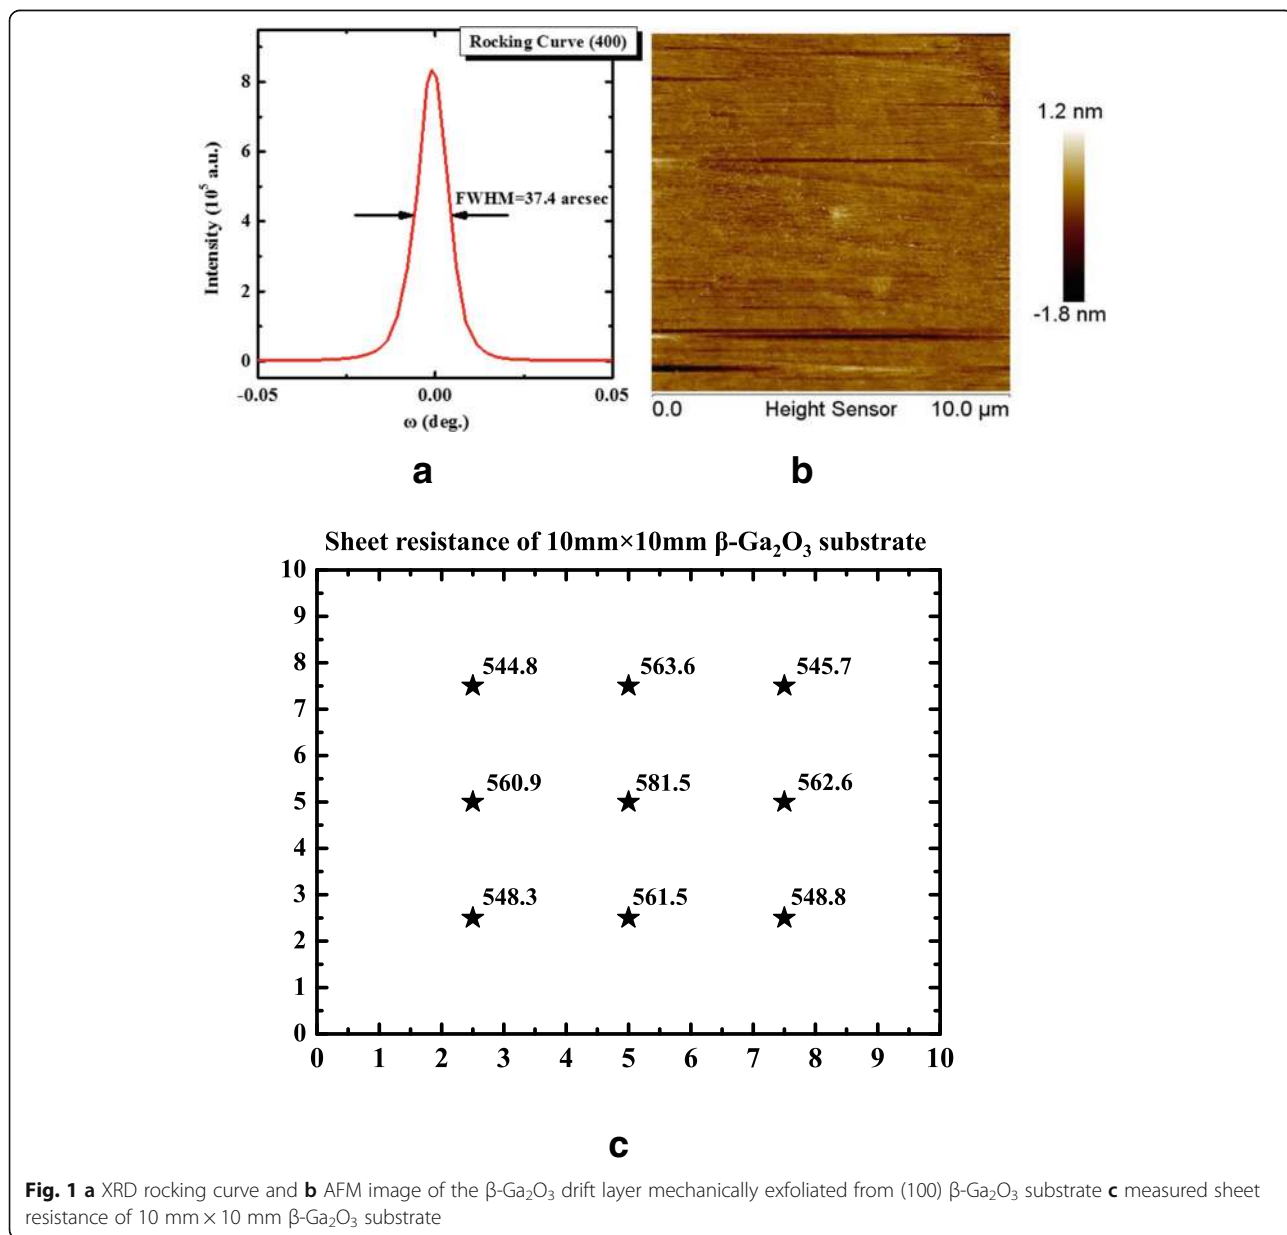 Rocking Curve (400)
8
6
4
2
0
Intensity (10⁵ a.u.)
FWHM=37.4 arcsec
-0.05
0.00
0.05
ω (deg.)
a
1.2 nm
-1.8 nm
0.0
Height Sensor
10.0 µm
b
Sheet resistance of 10mm×10mm β-Ga₂O₃ substrate
10
9
8
7
6
5
4
3
2
1
0
544.8
563.6
545.7
560.9
581.5
562.6
548.3
561.5
548.8
0
1
2
3
4
5
6
7
8
9
10
c
Fig. 1 a XRD rocking curve and b AFM image of the β-Ga₂O₃ drift layer mechanically exfoliated from (100) β-Ga₂O₃ substrate c measured sheet
resistance of 10 mm × 10 mm β-Ga₂O₃ substrate